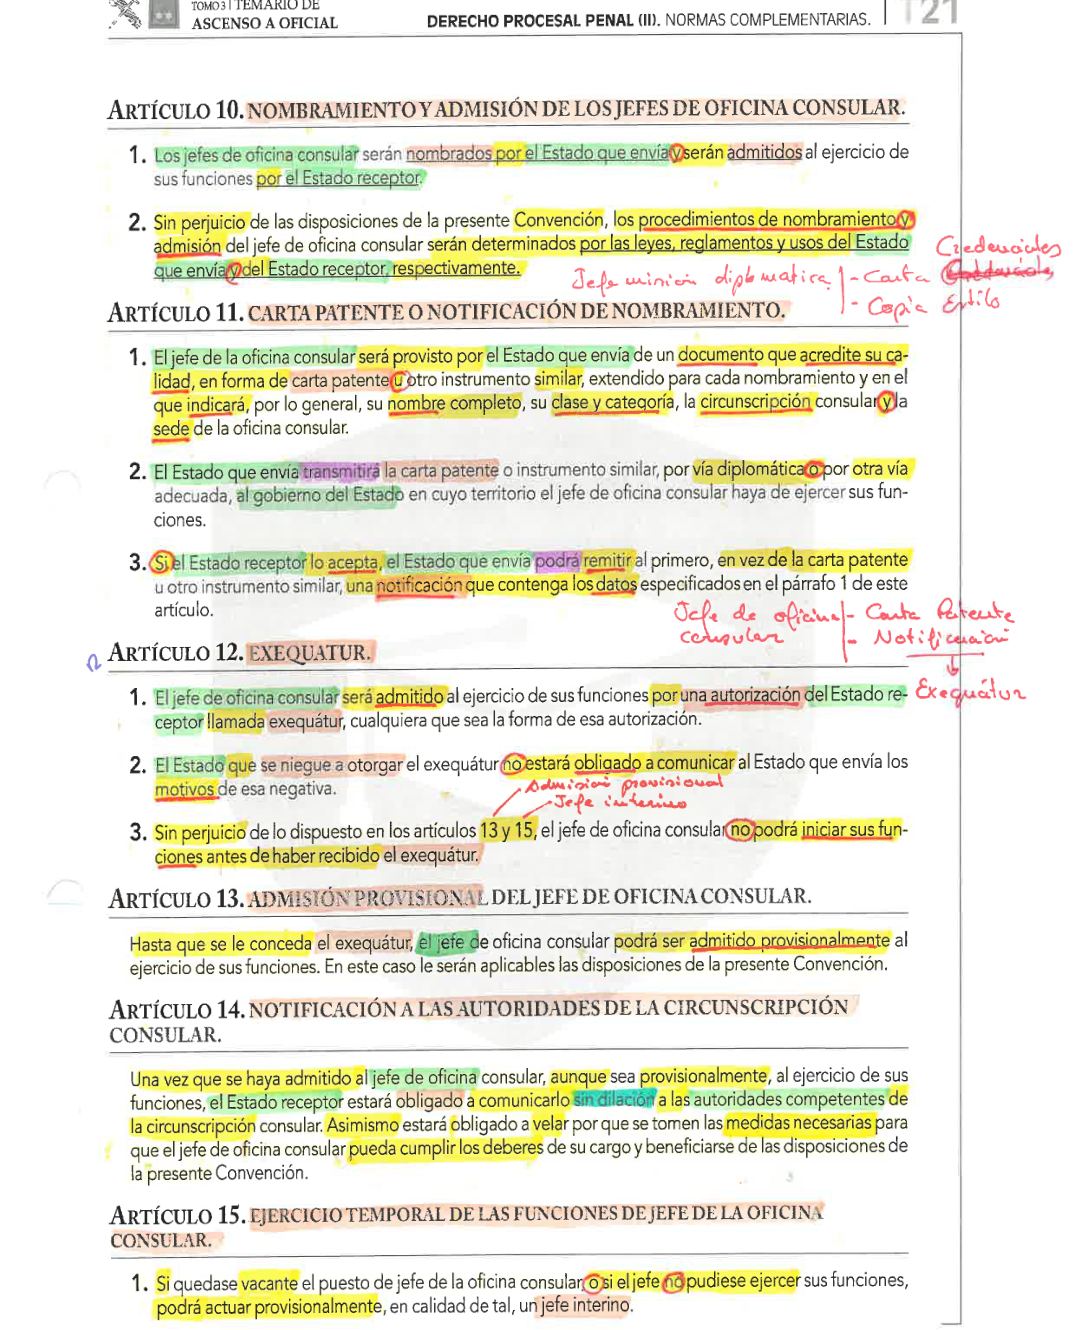 TOMO 3 | TEMARIO DE
ASCENSO A OFICIAL
DERECHO PROCESAL PENAL (II). NORMAS COMPLEMENTARIAS.
T21
ARTÍCULO 10. NOMBRAMIENTO Y ADMISIÓN DE LOS JEFES DE OFICINA CONSULAR.
1. Los jefes de oficina consular serán nombrados por el Estado que envía y serán admitidos al ejercicio de
sus funciones por el Estado receptor.
2. Sin perjuicio de las disposiciones de la presente Convención, los procedimientos de nombramiento y
admisión del jefe de oficina consular serán determinados por las leyes, reglamentos y usos del Estado
que envía y del Estado receptor, respectivamente.
Credenciales
Jefe misión diplomática - Carta
- Copia Estilo
ARTÍCULO 11. CARTA PATENTE O NOTIFICACIÓN DE NOMBRAMIENTO.
1. El jefe de la oficina consular será provisto por el Estado que envía de un documento que acredite su ca-
lidad, en forma de carta patente u otro instrumento similar, extendido para cada nombramiento y en el
que indicará, por lo general, su nombre completo, su clase y categoría, la circunscripción consular y la
sede de la oficina consular.
2. El Estado que envía transmitirá la carta patente o instrumento similar, por vía diplomática o por otra vía
adecuada, al gobierno del Estado en cuyo territorio el jefe de oficina consular haya de ejercer sus fun-
ciones.
3. Si el Estado receptor lo acepta, el Estado que envía podrá remitir al primero, en vez de la carta patente
u otro instrumento similar, una notificación que contenga los datos especificados en el párrafo 1 de este
artículo.
Jefe de oficina - Carta Patente
consular - Notificación
Exequátur
ARTÍCULO 12. EXEQUATUR.
1. El jefe de oficina consular será admitido al ejercicio de sus funciones por una autorización del Estado re-
ceptor llamada exequátur, cualquiera que sea la forma de esa autorización.
2. El Estado que se niegue a otorgar el exequátur no estará obligado a comunicar al Estado que envía los
motivos de esa negativa.
Admisión provisional
Jefe interino
3. Sin perjuicio de lo dispuesto en los artículos 13 y 15, el jefe de oficina consular no podrá iniciar sus fun-
ciones antes de haber recibido el exequátur.
ARTÍCULO 13. ADMISIÓN PROVISIONAL DEL JEFE DE OFICINA CONSULAR.
Hasta que se le conceda el exequátur, el jefe de oficina consular podrá ser admitido provisionalmente al
ejercicio de sus funciones. En este caso le serán aplicables las disposiciones de la presente Convención.
ARTÍCULO 14. NOTIFICACIÓN A LAS AUTORIDADES DE LA CIRCUNSCRIPCIÓN
CONSULAR.
Una vez que se haya admitido al jefe de oficina consular, aunque sea provisionalmente, al ejercicio de sus
funciones, el Estado receptor estará obligado a comunicarlo sin dilación a las autoridades competentes de
la circunscripción consular. Asimismo estará obligado a velar por que se tomen las medidas necesarias para
que el jefe de oficina consular pueda cumplir los deberes de su cargo y beneficiarse de las disposiciones de
la presente Convención.
ARTÍCULO 15. EJERCICIO TEMPORAL DE LAS FUNCIONES DE JEFE DE LA OFICINA
CONSULAR.
1. Si quedase vacante el puesto de jefe de la oficina consular, o si el jefe no pudiese ejercer sus funciones,
podrá actuar provisionalmente, en calidad de tal, un jefe interino.